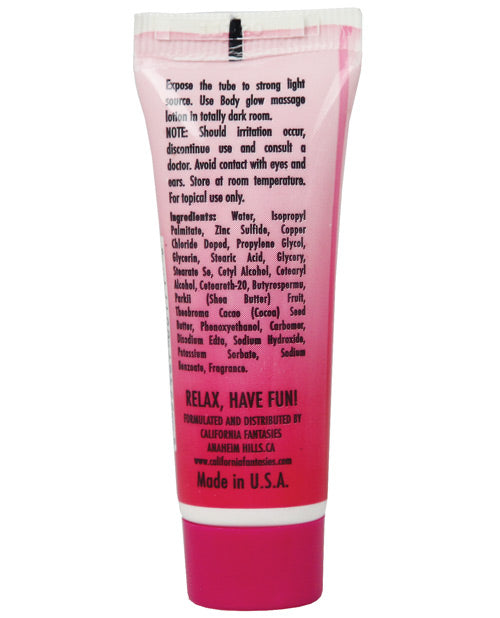 Expose the tube to strong light
source. Use Body glow massage
lotion in totally dark room.
NOTE: Should irritation occur,
discontinue use and consult a
doctor. Avoid contact with eyes and
ears. Store at room temperature.
For topical use only.
Ingredients: Water, Isopropyl
Palmitate, Zinc Sulfide, Copper
Chloride Doped, Propylene Glycol,
Glycerin, Stearic Acid, Glycery,
Stearate Se, Cetyl Alcohol, Cetearyl
Alcohol, Ceteareth-20, Butyrospermu,
Parkii (Shea Butter) Fruit,
Theobroma Cacao (Cocoa) Seed
Butter, Phenoxyethanol, Carbomer,
Disodium Edta, Sodium Hydroxide,
Potassium Sorbate, Sodium
Benzoate, Fragrance.
RELAX, HAVE FUN!
FORMULATED AND DISTRIBUTED BY
CALIFORNIA FANTASIES
ANAHEIM HILLS.CA
www.californiafantasies.com
Made in U.S.A.